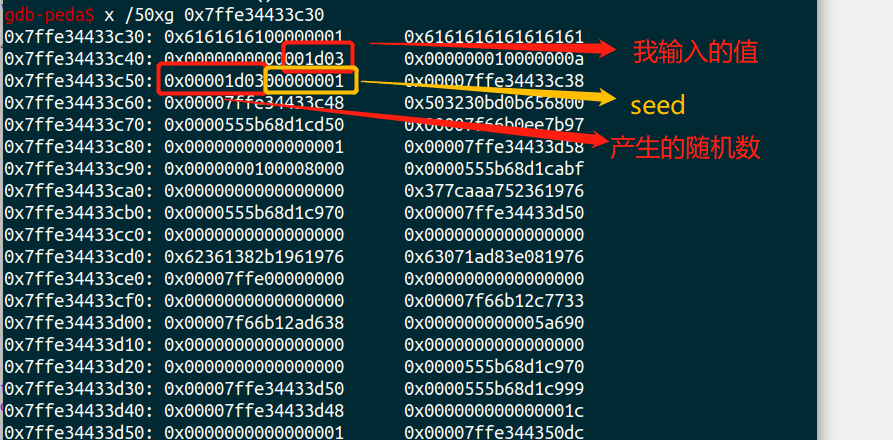 gdb-peda$ x /50xg 0x7ffe34433c30
0x7ffe34433c30: 0x6161616100000001 0x6161616161616161
0x7ffe34433c40: 0x0000000000001d03 0x000000010000000a
0x7ffe34433c50: 0x00001d0300000001 0x00007ffe34433c38
0x7ffe34433c60: 0x00007ffe34433c48 0x503230bd0b656800
0x7ffe34433c70: 0x0000555b68d1cd50 0x00007f66b0ee7b97
0x7ffe34433c80: 0x0000000000000001 0x00007ffe34433d58
0x7ffe34433c90: 0x0000000100008000 0x0000555b68d1cabf
0x7ffe34433ca0: 0x0000000000000000 0x377caaa752361976
0x7ffe34433cb0: 0x0000555b68d1c970 0x00007ffe34433d50
0x7ffe34433cc0: 0x0000000000000000 0x0000000000000000
0x7ffe34433cd0: 0x62361382b1961976 0x63071ad83e081976
0x7ffe34433ce0: 0x00007ffe00000000 0x0000000000000000
0x7ffe34433cf0: 0x0000000000000000 0x00007f66b12c7733
0x7ffe34433d00: 0x00007f66b12ad638 0x000000000005a690
0x7ffe34433d10: 0x0000000000000000 0x0000000000000000
0x7ffe34433d20: 0x0000000000000000 0x0000555b68d1c970
0x7ffe34433d30: 0x00007ffe34433d50 0x0000555b68d1c999
0x7ffe34433d40: 0x00007ffe34433d48 0x000000000000001c
0x7ffe34433d50: 0x0000000000000001 0x00007ffe344350dc
我输入的值
seed
产生的随机数